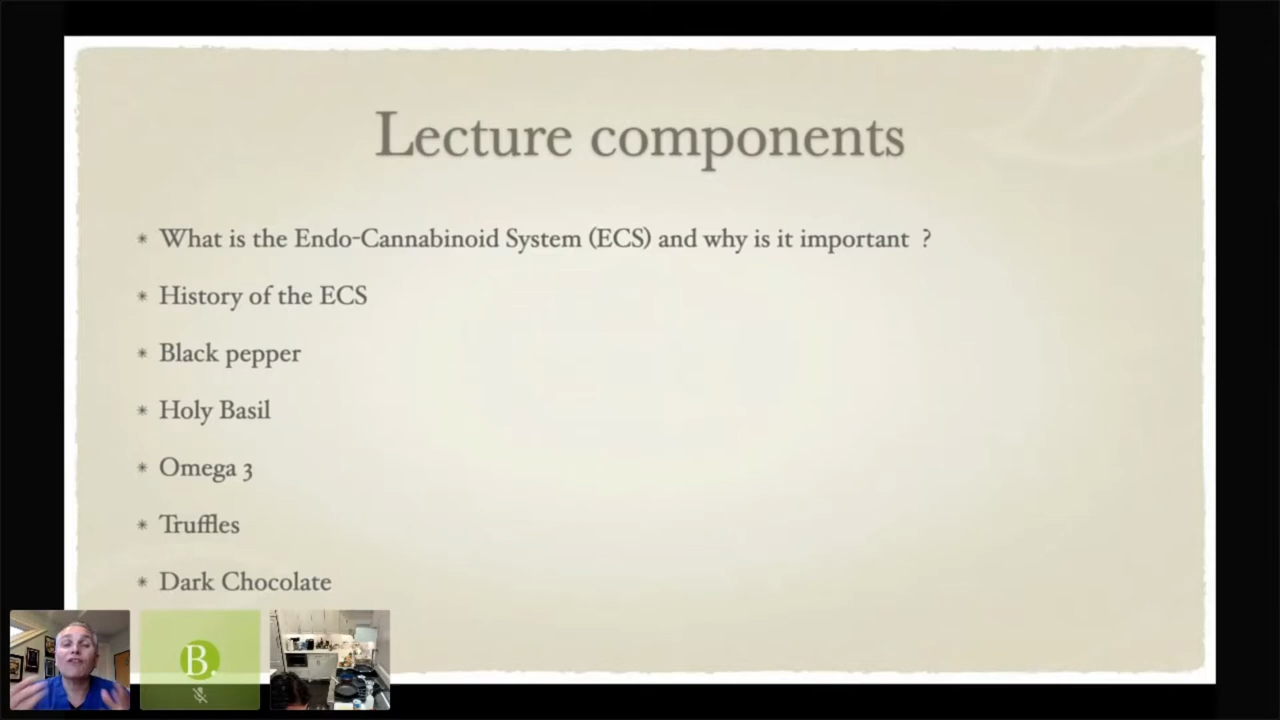 Lecture components
* What is the Endo-Cannabinoid System (ECS) and why is it important ?
* History of the ECS
* Black pepper
* Holy Basil
* Omega 3
* Truffles
* Dark Chocolate
B.